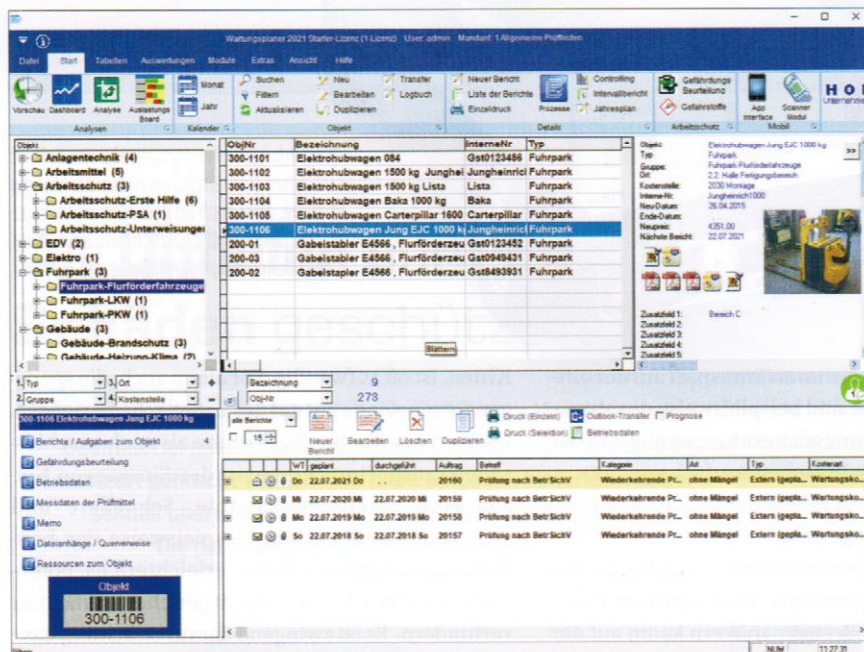 Wartungsplaner 2021 Starter-Lizenz (1 Lizenz) User: admin Mandant: 1 Allgemeine Prüffristen
Datei Start Tabellen Auswertungen Module Extras Ansicht Hilfe
Vorschau Dashboard Analyse Auslastungs Board
Monat
Jahr
Suchen Neu Transfer
Filtern Bearbeiten Logbuch
Aktualisieren Duplizieren
Neuer Bericht
Liste der Berichte
Einzeldruck
Prozesse
Controlling
Intervallbericht
Jahresplan
Gefährdungs Beurteilung
Gefahrstoffe
App Interface
Scanner Modul
Analysen Kalender Objekt Details Arbeitsschutz Mobil
Objekt
Anlagentechnik (4)
Arbeitsmittel (5)
Arbeitsschutz (3)
Arbeitsschutz-Erste Hilfe (6)
Arbeitsschutz-PSA (1)
Arbeitsschutz-Unterweisungen
EDV (2)
Elektro (1)
Fuhrpark (3)
Fuhrpark-Flurförderfahrzeuge
Fuhrpark-LKW (1)
Fuhrpark-PKW (1)
Gebäude (3)
Gebäude-Brandschutz (3)
Gebäude-Heizung-Klima (2)
ObjNr Bezeichnung InterneNr Typ
300-1101 Elektrohubwagen 084 Gst0123456 Fuhrpark
300-1102 Elektrohubwagen 1500 kg Junghei Jungheinricl Fuhrpark
300-1103 Elektrohubwagen 1500 kg Lista Lista Fuhrpark
300-1104 Elektrohubwagen Baka 1000 kg Baka Fuhrpark
300-1105 Elektrohubwagen Carterpillar 1600 Carterpillar Fuhrpark
300-1106 Elektrohubwagen Jung EJC 1000 kg Jungheinricl Fuhrpark
200-01 Gabelstabler E4566 , Flurförderzeu Gst0123452 Fuhrpark
200-03 Gabelstapler E4566 , Flurförderzeu Gst0949431 Fuhrpark
200-02 Gabelstapler E4566 , Flurförderzeu Gst8493931 Fuhrpark
Blättern
Objekt: Elektrohubwagen Jung EJC 1000 kg >>
Typ Fuhrpark
Gruppe: Fuhrpark-Flurförderfahrzeuge
Ort: 2.2. Halle Fertigungsbereich
Kostenstelle: 2030 Montage
Interne-Nr: Jungheinrich1000
Neu-Datum: 26.04.2015
Ende-Datum:
Neupreis: 4351,00
Nächste Bericht: 22.07.2021
Zusatzfeld 1: Bereich C
Zusatzfeld 2:
Zusatzfeld 3:
Zusatzfeld 4:
Zusatzfeld 5:
1. Typ 3. Ort Bezeichnung 9
2. Gruppe 4. Kostenstelle Obj-Nr 273
300-1106 Elektrohubwagen Jung EJC 1000 kg
Berichte / Aufgaben zum Objekt 4
Gefährdungsbeurteilung
Betriebsdaten
Messdaten der Prüfmittel
Memo
Dateianhänge / Querverweise
Ressourcen zum Objekt
Objekt
300-1106
alle Berichte
15
Neuer Bericht Bearbeiten Löschen Duplizieren
Druck (Einzeln) Outlook-Transfer Prognose
Druck (Selektion) Betriebsdaten
WT geplant durchgeführt Auftrag Betreff Kategorie Art Typ Kostenart
Do 22.07.2021 Do 20160 Prüfung nach BetrSichV Wiederkehrende Pr... ohne Mängel Extern (gepla... Wartungsko...
Mi 22.07.2020 Mi 22.07.2020 Mi 20159 Prüfung nach BetrSichV Wiederkehrende Pr... ohne Mängel Extern (gepla... Wartungsko...
Mo 22.07.2019 Mo 22.07.2019 Mo 20158 Prüfung nach BetrSichV Wiederkehrende Pr... ohne Mängel Extern (gepla... Wartungsko...
So 22.07.2018 So 22.07.2018 So 20157 Prüfung nach BetrSichV Wiederkehrende Pr... ohne Mängel Extern (gepla... Wartungsko...
NUM 11:27:31